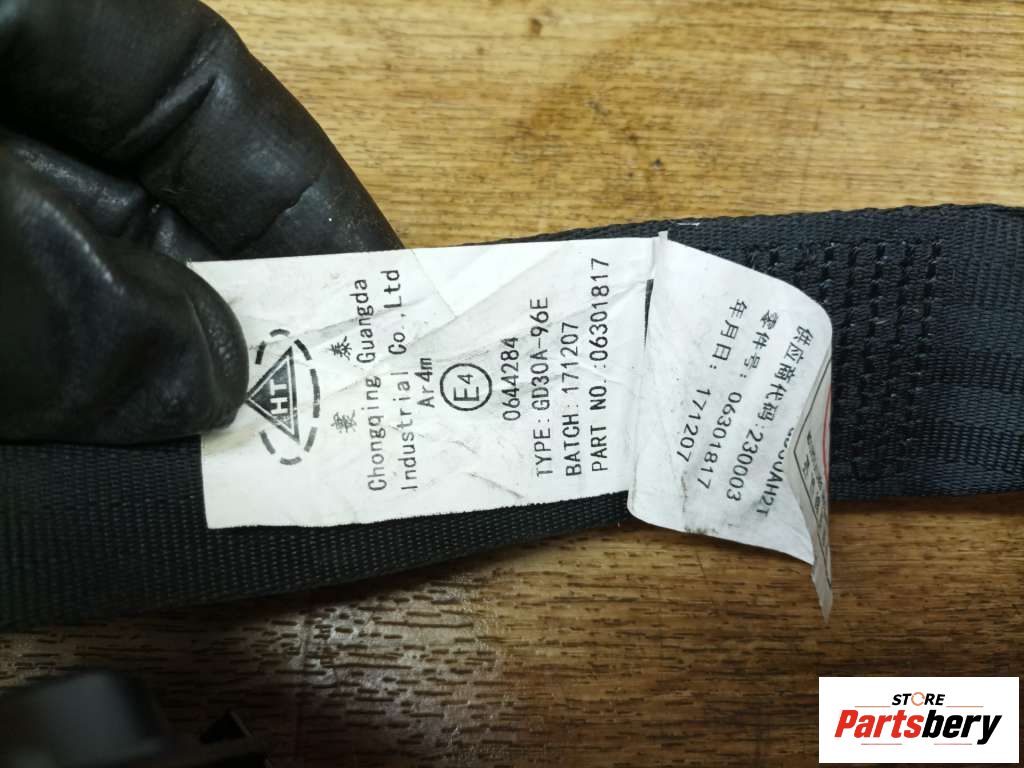 HT
寰 泰
Chongqing Guangda
Industrial Co.,Ltd
Ar4m
E4
0644284
TYPE: GD30A-96E
BATCH: 171207
PART NO.:06301817
供应商代码:230003
零件号: 06301817
年月日: 171207
STORE
Partsbery